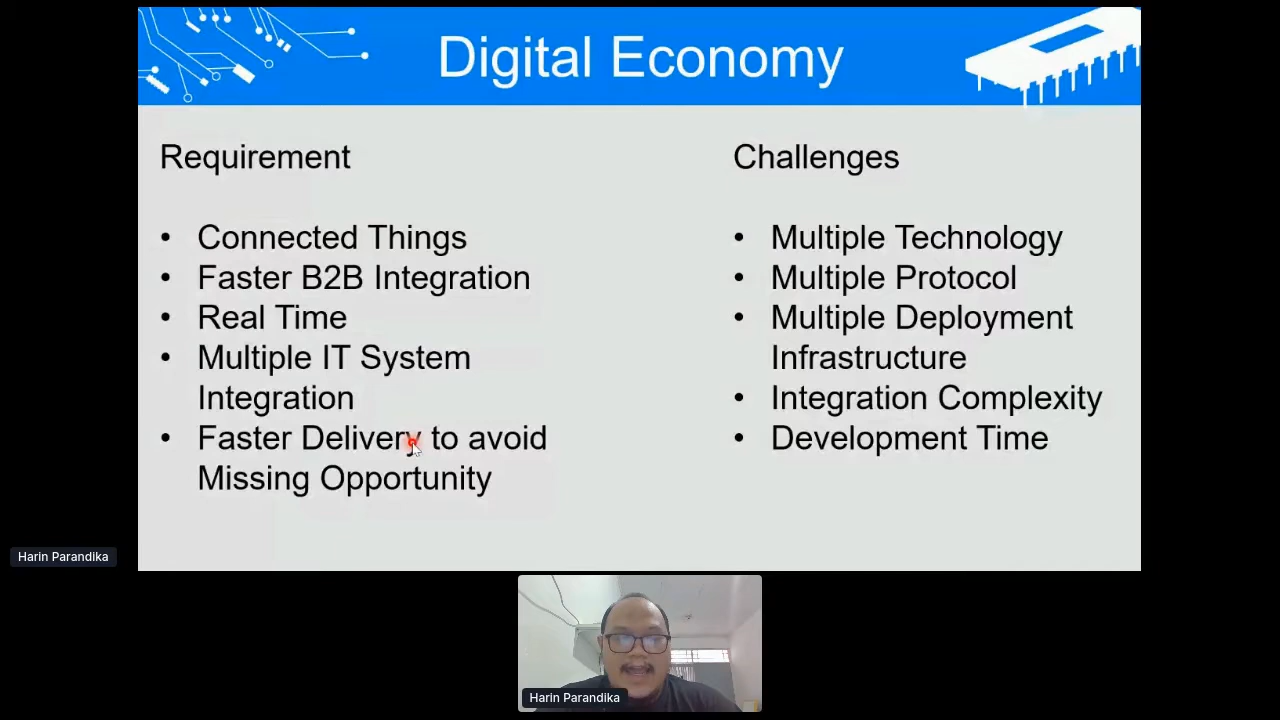 Digital Economy
Requirement
• Connected Things
• Faster B2B Integration
• Real Time
• Multiple IT System
Integration
• Faster Delivery to avoid
Missing Opportunity
Challenges
• Multiple Technology
• Multiple Protocol
• Multiple Deployment
Infrastructure
• Integration Complexity
• Development Time
Harin Parandika
Harin Parandika